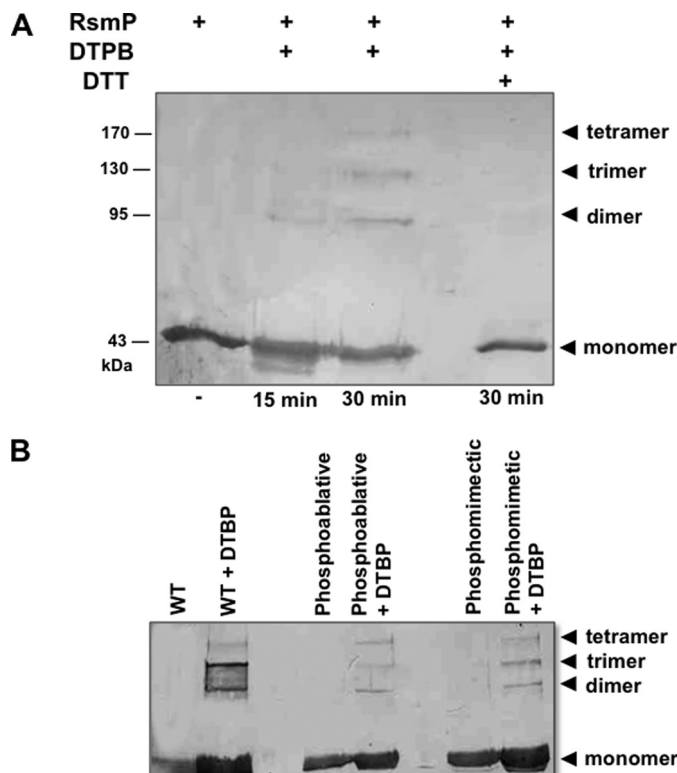 A
RsmP + + + +
DTPB + + +
DTT +
170
130
95
43
kDa
tetramer
trimer
dimer
monomer
- 15 min 30 min 30 min
B
WT
WT + DTBP
Phosphoablative
Phosphoablative
+ DTBP
Phosphomimectic
Phosphomimetic
+ DTBP
tetramer
trimer
dimer
monomer